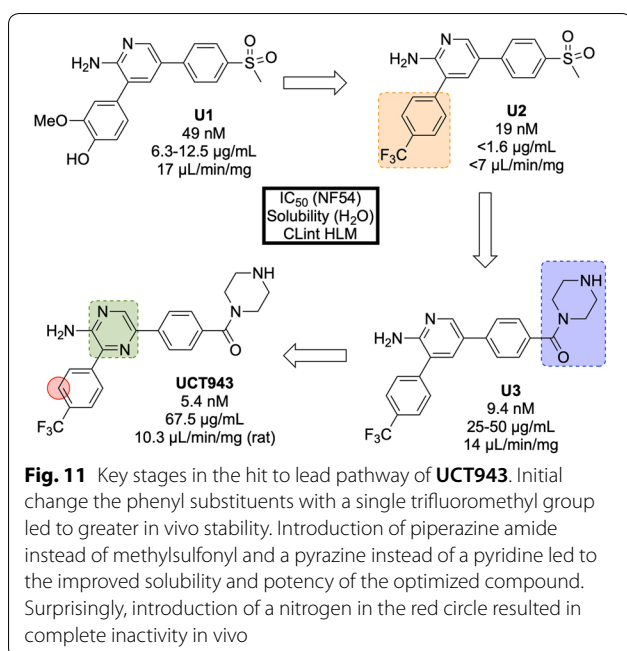 N
H₂N
MeO
HO
S
O
O
U1
49 nM
6.3-12.5 µg/mL
17 µL/min/mg
N
H₂N
F₃C
S
O
O
U2
19 nM
<1.6 µg/mL
<7 µL/min/mg
IC₅₀ (NF54)
Solubility (H₂O)
CLint HLM
N
N
H₂N
F₃C
NH
N
O
UCT943
5.4 nM
67.5 µg/mL
10.3 µL/min/mg (rat)
N
H₂N
F₃C
NH
N
O
U3
9.4 nM
25-50 µg/mL
14 µL/min/mg
Fig. 11 Key stages in the hit to lead pathway of UCT943. Initial
change the phenyl substituents with a single trifluoromethyl group
led to greater in vivo stability. Introduction of piperazine amide
instead of methylsulfonyl and a pyrazine instead of a pyridine led to
the improved solubility and potency of the optimized compound.
Surprisingly, introduction of a nitrogen in the red circle resulted in
complete inactivity in vivo